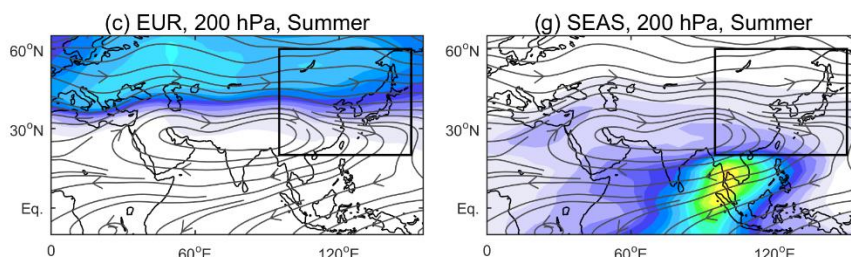 (c) EUR, 200 hPa, Summer
60°N
30°N
Eq.
0
60°E
120°E
(g) SEAS, 200 hPa, Summer
60°N
30°N
Eq.
0
60°E
120°E